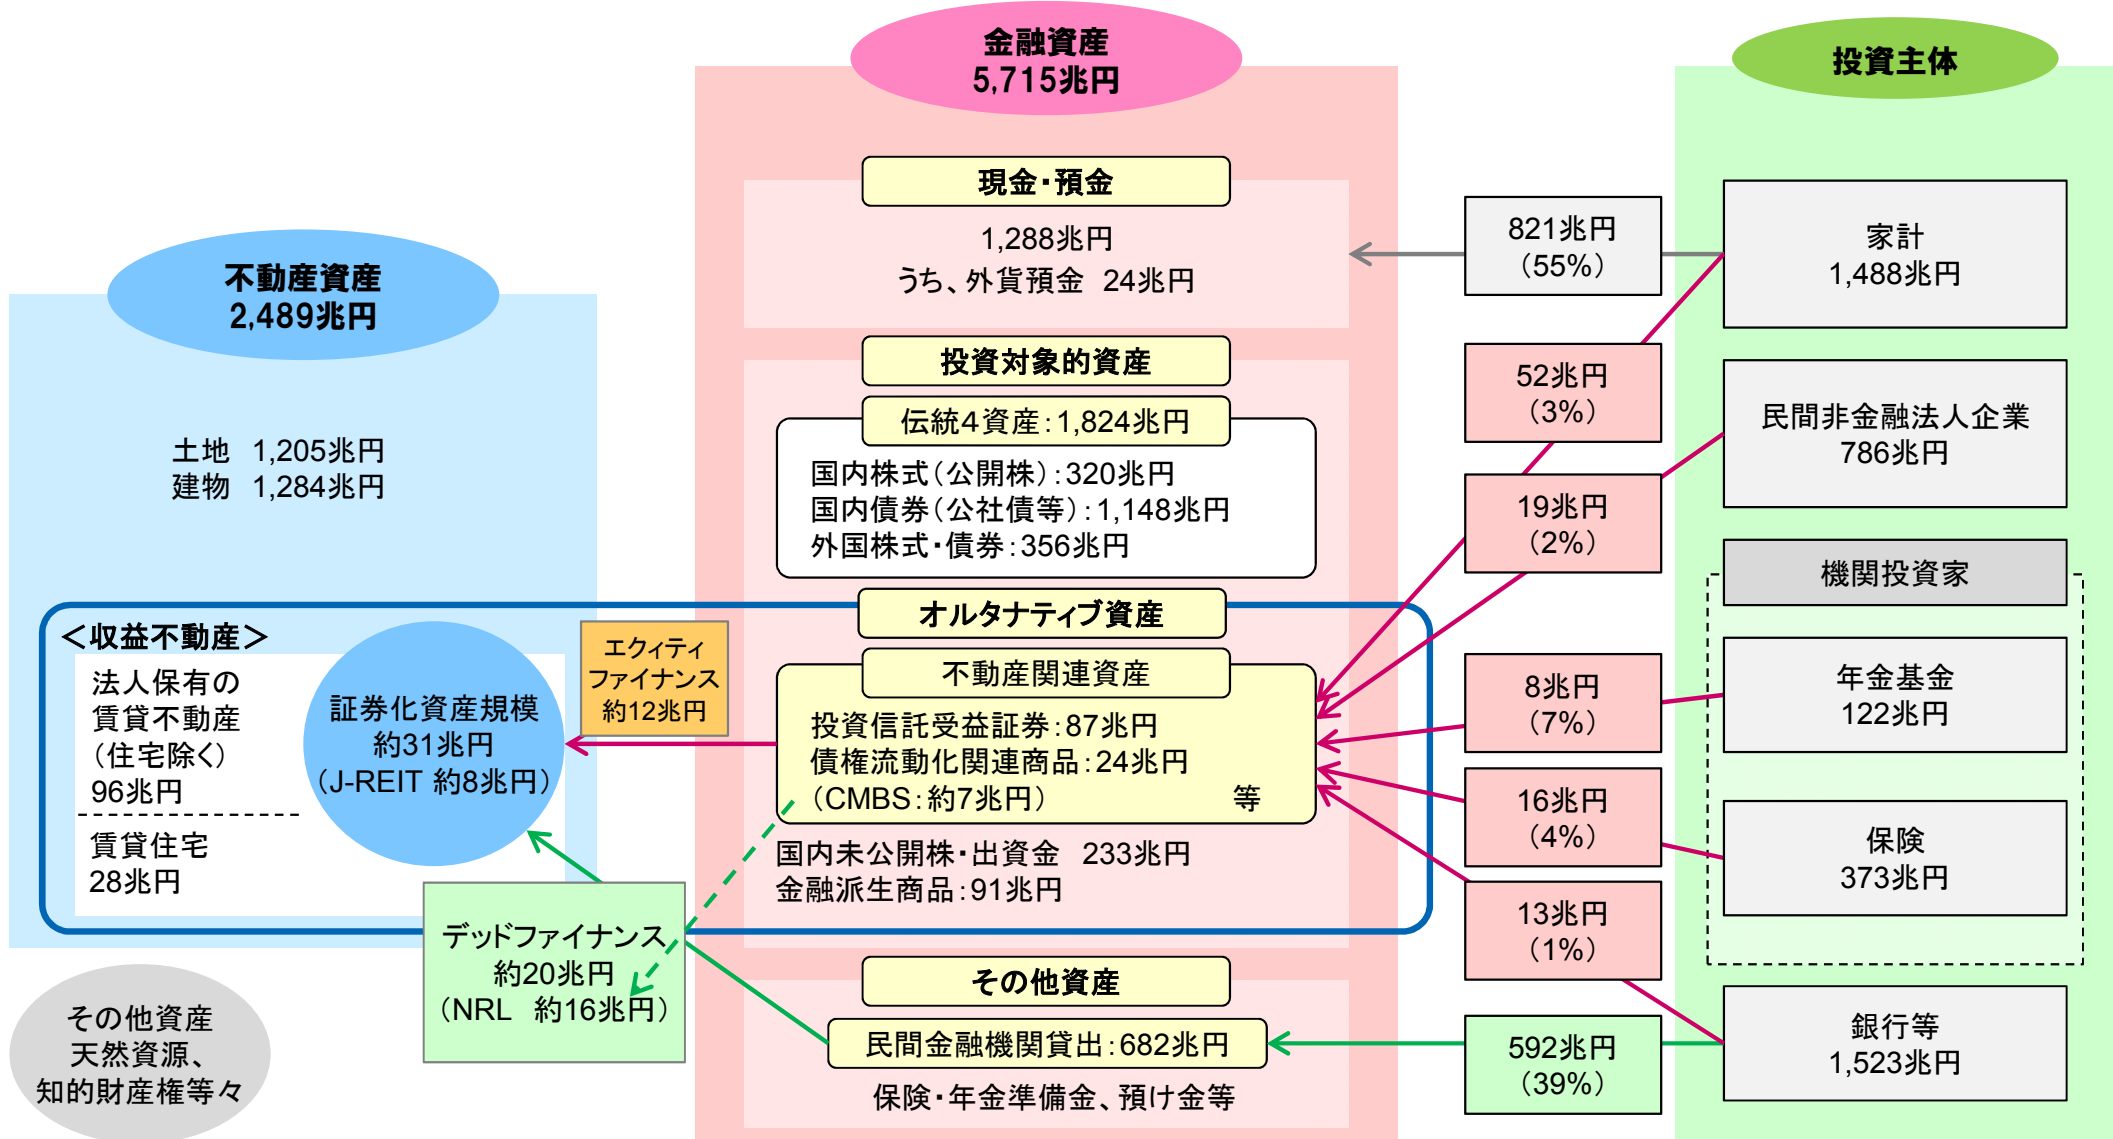 金融資産
5,715兆円
投資主体
不動産資産
2,489兆円
土地　1,205兆円
建物　1,284兆円
＜収益不動産＞
法人保有の
賃貸不動産
（住宅除く）
96兆円
賃貸住宅
28兆円
証券化資産規模
約31兆円
（J-REIT 約8兆円）
エクィティ
ファイナンス
約12兆円
デッドファイナンス
約20兆円
（NRL　約16兆円）
その他資産
天然資源、
知的財産権等々
現金・預金
1,288兆円
うち、外貨預金　24兆円
投資対象的資産
伝統４資産：1,824兆円
国内株式（公開株）：320兆円
国内債券（公社債等）：1,148兆円
外国株式・債券：356兆円
オルタナティブ資産
不動産関連資産
投資信託受益証券：87兆円
債権流動化関連商品：24兆円
（CMBS：約7兆円）　等
国内未公開株・出資金　233兆円
金融派生商品：91兆円
その他資産
民間金融機関貸出：682兆円
保険・年金準備金、預け金等
821兆円
（55%）
52兆円
（3%）
19兆円
（2%）
8兆円
（7%）
16兆円
（4%）
13兆円
（1%）
592兆円
（39%）
家計
1,488兆円
民間非金融法人企業
786兆円
機関投資家
年金基金
122兆円
保険
373兆円
銀行等
1,523兆円